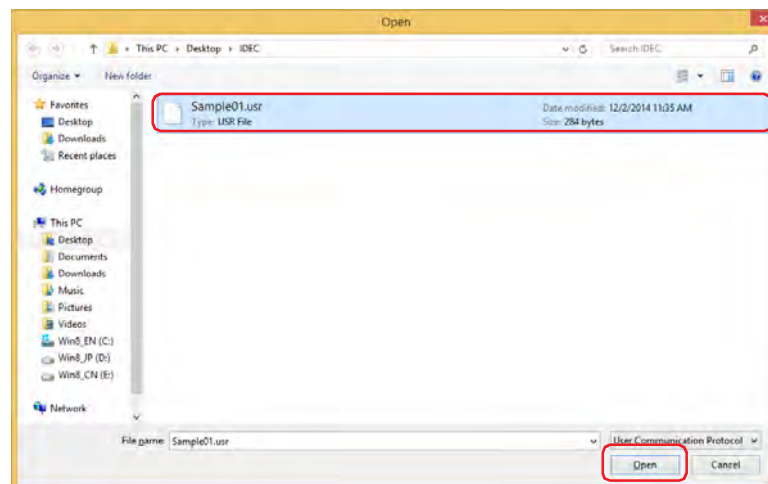 Open
This PC › Desktop › IDEC
Search IDEC
Organize
New folder
Favorites
Desktop
Downloads
Recent places
Homegroup
This PC
Desktop
Documents
Downloads
Music
Pictures
Videos
Win8_EN (C:)
Win8_JP (D:)
Win8_CN (E:)
Network
Sample01.usr
Type: USR File
Date modified: 12/2/2014 11:35 AM
Size: 284 bytes
File name: Sample01.usr
User Communication Protocol
Open
Cancel